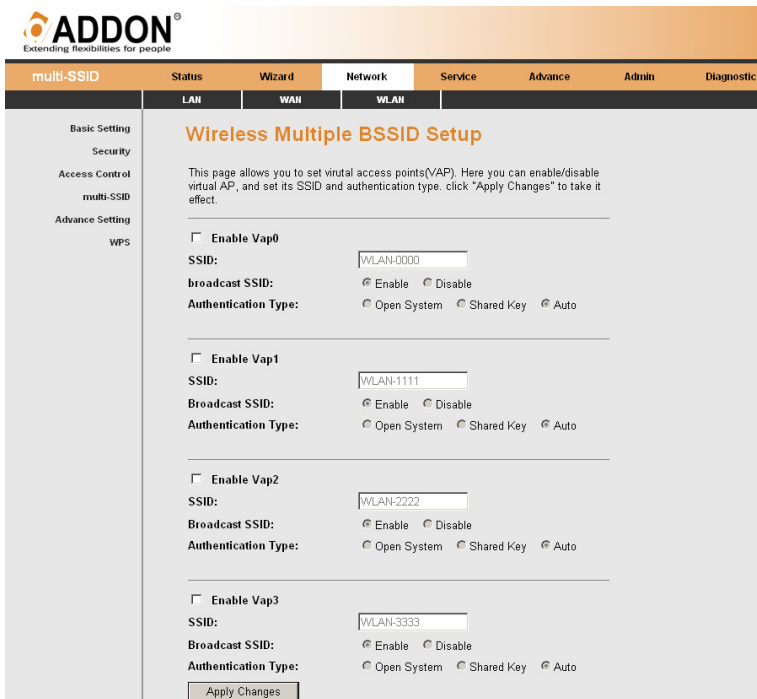 ADDON®
Extending flexibilities for people
multi-SSID Status Wizard Network Service Advance Admin Diagnostic
LAN WAN WLAN
Basic Setting
Security
Access Control
multi-SSID
Advance Setting
WPS
Wireless Multiple BSSID Setup
This page allows you to set virutal access points(VAP). Here you can enable/disable
virtual AP, and set its SSID and authentication type. click "Apply Changes" to take it
effect.
Enable Vap0
SSID: WLAN-0000
broadcast SSID: Enable Disable
Authentication Type: Open System Shared Key Auto
Enable Vap1
SSID: WLAN-1111
Broadcast SSID: Enable Disable
Authentication Type: Open System Shared Key Auto
Enable Vap2
SSID: WLAN-2222
Broadcast SSID: Enable Disable
Authentication Type: Open System Shared Key Auto
Enable Vap3
SSID: WLAN-3333
Broadcast SSID: Enable Disable
Authentication Type: Open System Shared Key Auto
Apply Changes